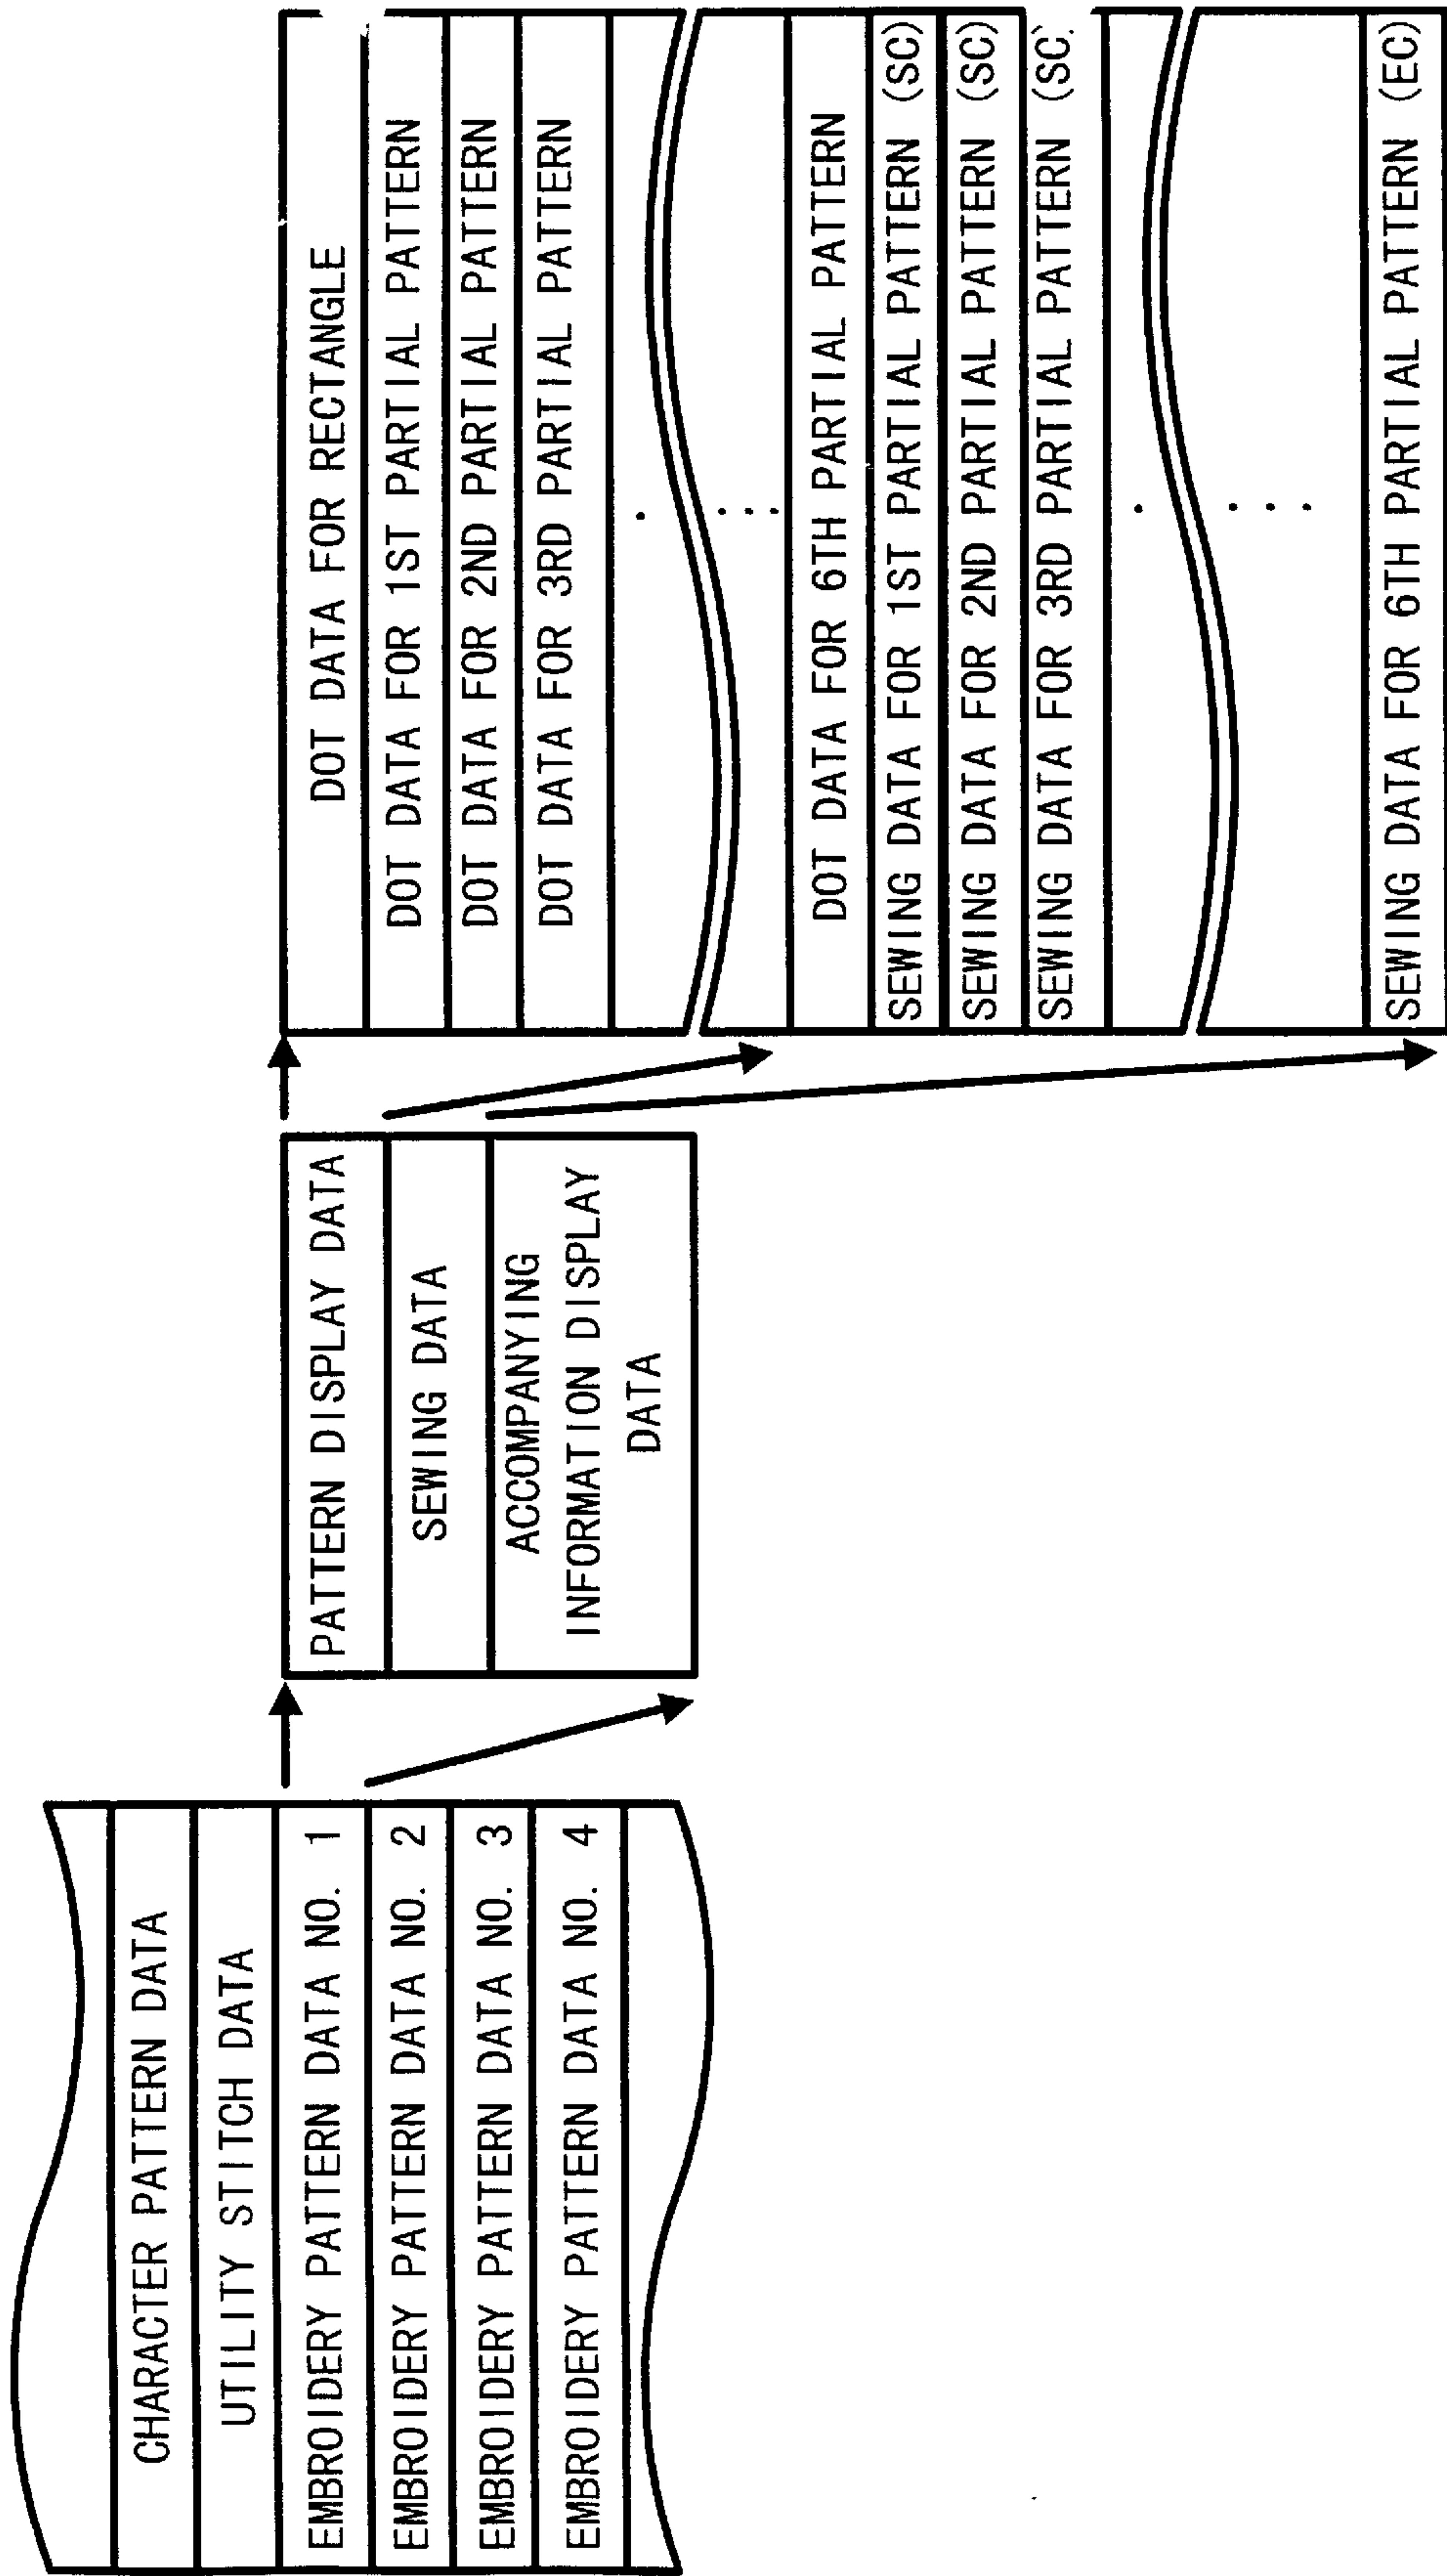 CHARACTER PATTERN DATA
UTILITY STITCH DATA
EMBROIDERY PATTERN DATA NO. 1
EMBROIDERY PATTERN DATA NO. 2
EMBROIDERY PATTERN DATA NO. 3
EMBROIDERY PATTERN DATA NO. 4
PATTERN DISPLAY DATA
SEWING DATA
ACCOMPANYING
INFORMATION DISPLAY
DATA
DOT DATA FOR RECTANGLE
DOT DATA FOR 1ST PARTIAL PATTERN
DOT DATA FOR 2ND PARTIAL PATTERN
DOT DATA FOR 3RD PARTIAL PATTERN
DOT DATA FOR 6TH PARTIAL PATTERN
SEWING DATA FOR 1ST PARTIAL PATTERN (SC)
SEWING DATA FOR 2ND PARTIAL PATTERN (SC)
SEWING DATA FOR 3RD PARTIAL PATTERN (SC)
SEWING DATA FOR 6TH PARTIAL PATTERN (EC)